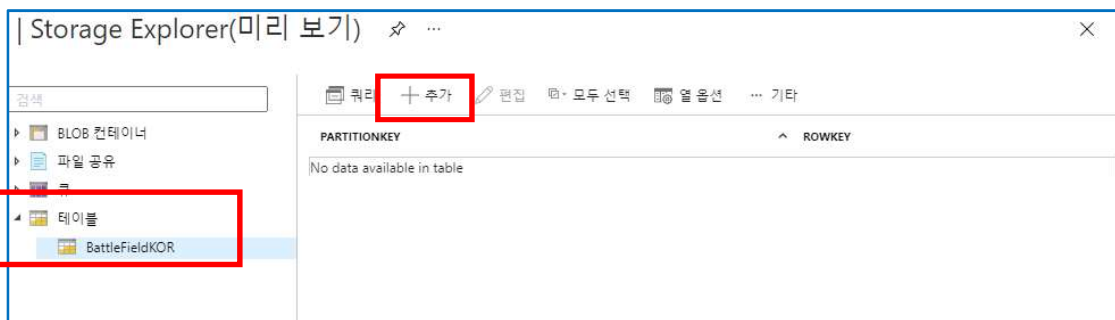 | Storage Explorer(미리 보기) ···
검색
BLOB 컨테이너
파일 공유
큐
테이블
BattleFieldKOR
쿼리 추가 편집 모두 선택 열 옵션 ··· 기타
PARTITIONKEY ROWKEY
No data available in table